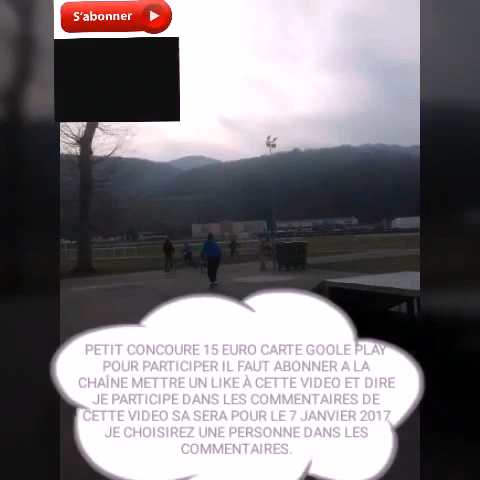 S'abonner
PETIT CONCOURE 15 EURO CARTE GOOLE PLAY
POUR PARTICIPER IL FAUT ABONNER A LA
CHAÎNE METTRE UN LIKE À CETTE VIDEO ET DIRE
JE PARTICIPE DANS LES COMMENTAIRES DE
CETTE VIDEO SA SERA POUR LE 7 JANVIER 2017
JE CHOISIREZ UNE PERSONNE DANS LES
COMMENTAIRES.